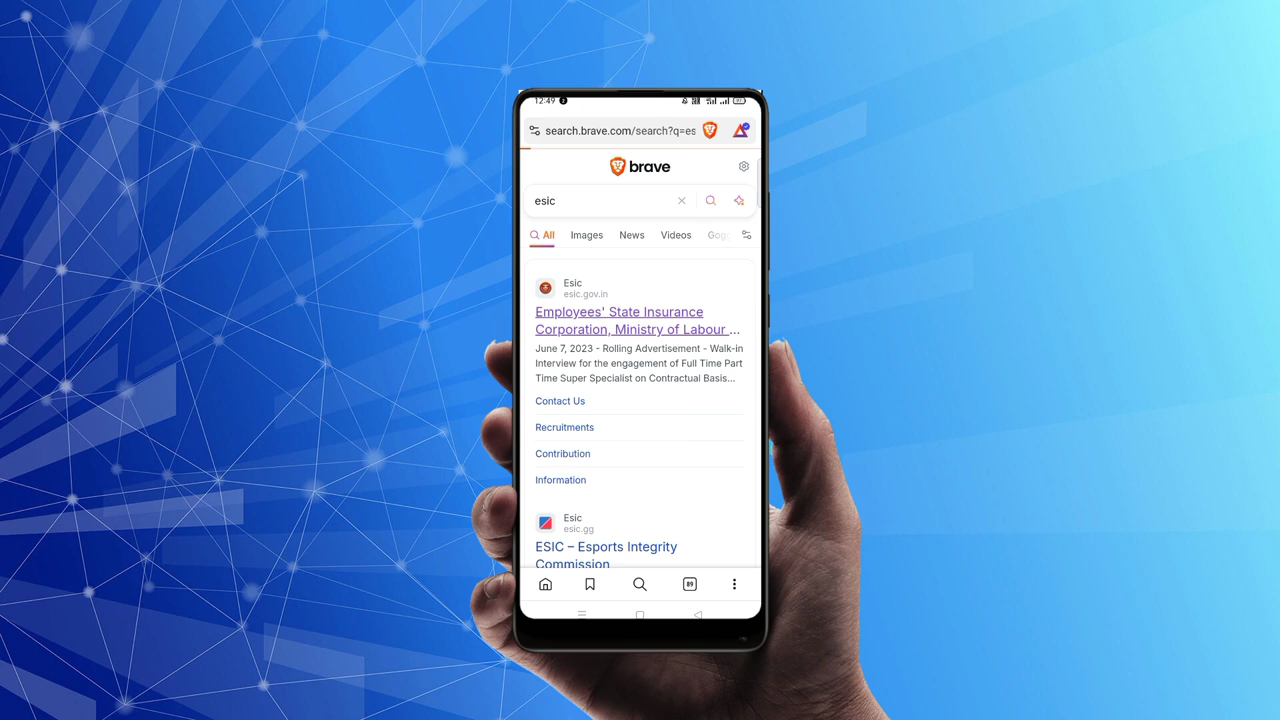 12:49
search.brave.com/search?q=es
brave
esic
All Images News Videos Gog
Esic
esic.gov.in
Employees' State Insurance
Corporation, Ministry of Labour ...
June 7, 2023 - Rolling Advertisement - Walk-in
Interview for the engagement of Full Time Part
Time Super Specialist on Contractual Basis...
Contact Us
Recruitments
Contribution
Information
Esic
esic.gg
ESIC – Esports Integrity
Commission
89